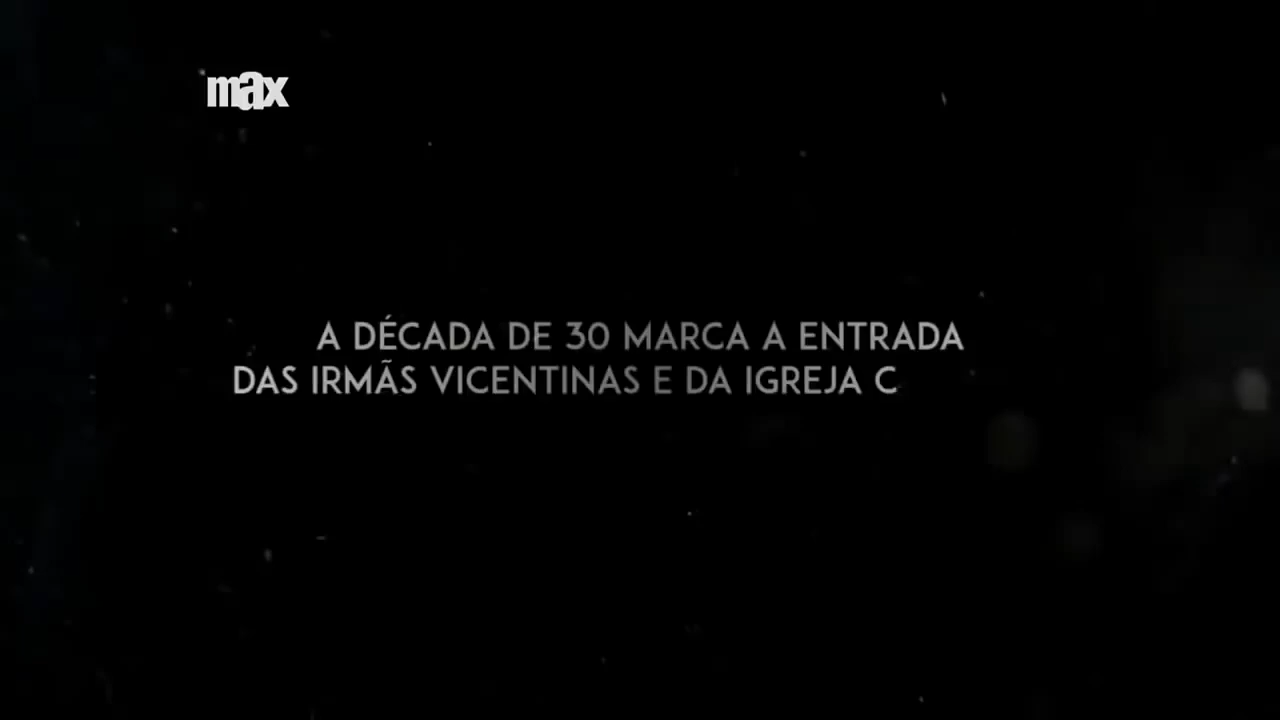 max
A DÉCADA DE 30 MARCA A ENTRADA
DAS IRMÃS VICENTINAS E DA IGREJA C